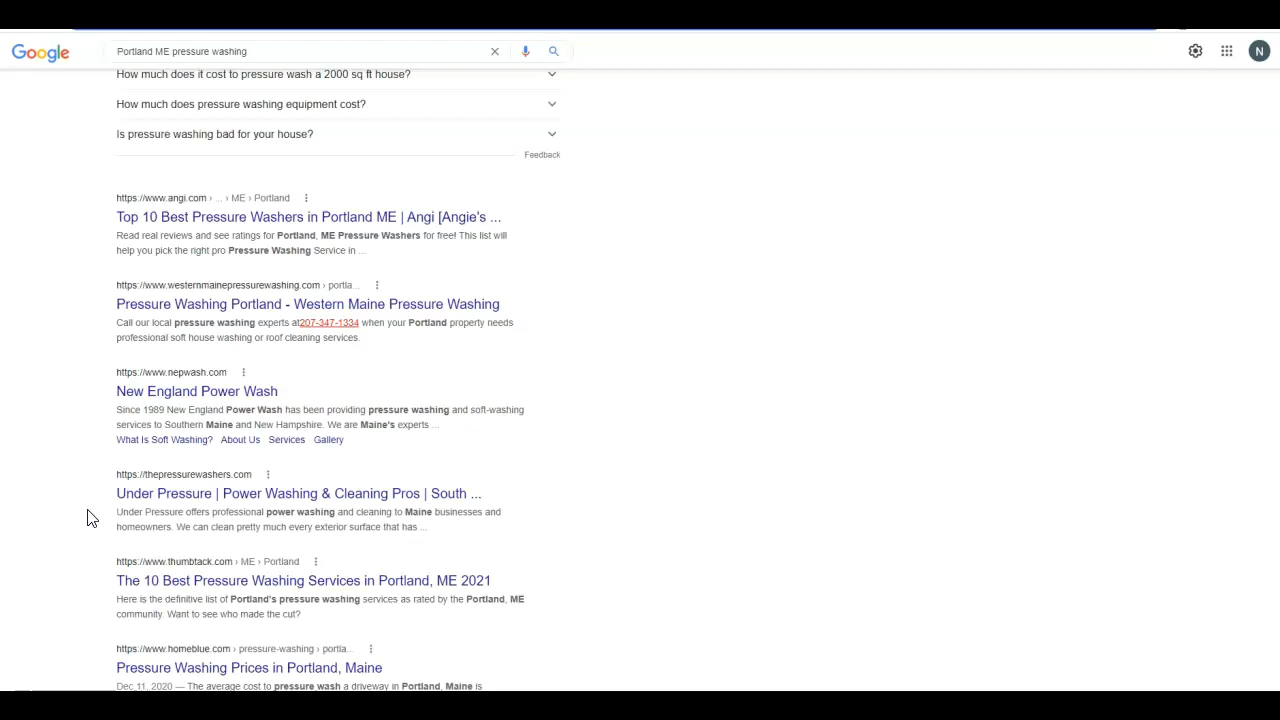 Google
Portland ME pressure washing
N
How much does it cost to pressure wash a 2000 sq ft house?
How much does pressure washing equipment cost?
Is pressure washing bad for your house?
Feedback
https://www.angi.com › ... › ME › Portland
Top 10 Best Pressure Washers in Portland ME | Angi [Angie's ...
Read real reviews and see ratings for Portland, ME Pressure Washers for free! This list will
help you pick the right pro Pressure Washing Service in ...
https://www.westernmainepressurewashing.com › portla...
Pressure Washing Portland - Western Maine Pressure Washing
Call our local pressure washing experts at207-347-1334 when your Portland property needs
professional soft house washing or roof cleaning services.
https://www.nepwash.com
New England Power Wash
Since 1989 New England Power Wash has been providing pressure washing and soft-washing
services to Southern Maine and New Hampshire. We are Maine's experts ...
What Is Soft Washing? About Us Services Gallery
https://thepressurewashers.com
Under Pressure | Power Washing & Cleaning Pros | South ...
Under Pressure offers professional power washing and cleaning to Maine businesses and
homeowners. We can clean pretty much every exterior surface that has ...
https://www.thumbtack.com › ME › Portland
The 10 Best Pressure Washing Services in Portland, ME 2021
Here is the definitive list of Portland's pressure washing services as rated by the Portland, ME
community. Want to see who made the cut?
https://www.homeblue.com › pressure-washing › portla...
Pressure Washing Prices in Portland, Maine
Dec 11, 2020 — The average cost to pressure wash a driveway in Portland, Maine is